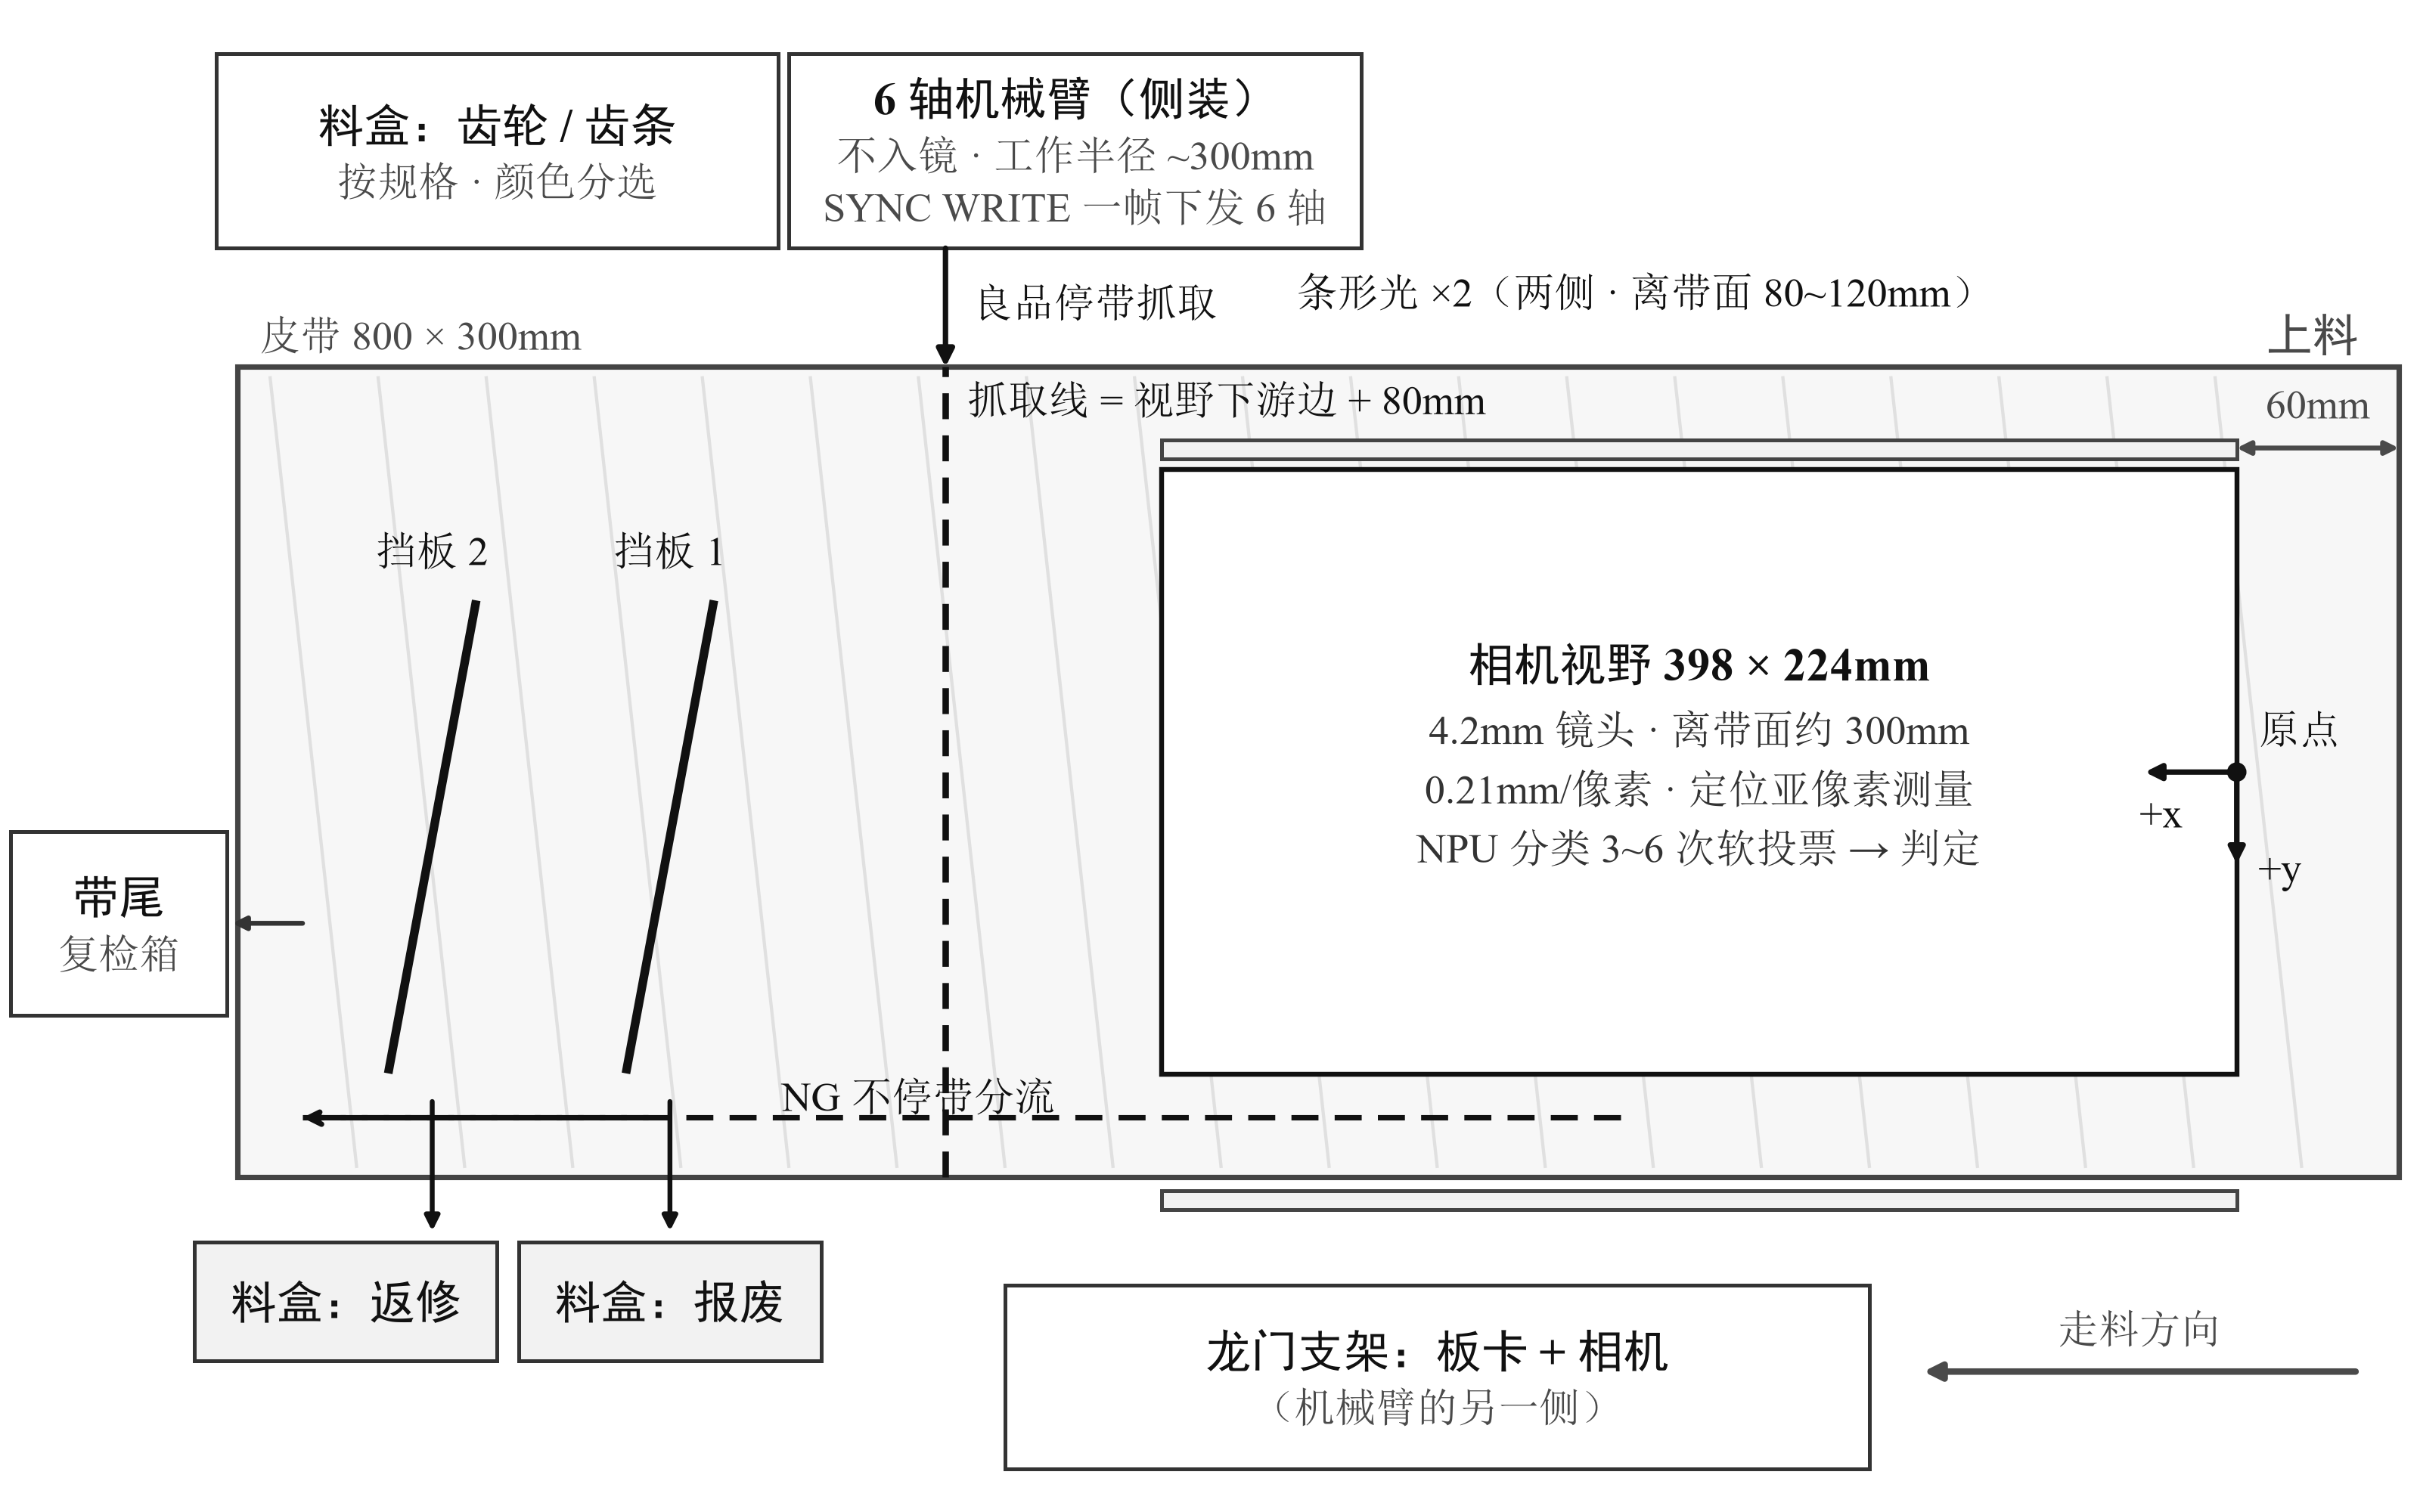 料盒：齿轮 / 齿条
按规格 · 颜色分选
6 轴机械臂（侧装）
不入镜 · 工作半径 ~300mm
SYNC WRITE 一帧下发 6 轴
良品停带抓取
条形光 ×2（两侧 · 离带面 80~120mm）
皮带 800 × 300mm
上料
抓取线 = 视野下游边 + 80mm
60mm
挡板 2
挡板 1
相机视野 398 × 224mm
4.2mm 镜头 · 离带面约 300mm
0.21mm/像素 · 定位亚像素测量
NPU 分类 3~6 次软投票 → 判定
原点
+x
+y
带尾
复检箱
NG 不停带分流
料盒：返修
料盒：报废
龙门支架：板卡 + 相机
（机械臂的另一侧）
走料方向